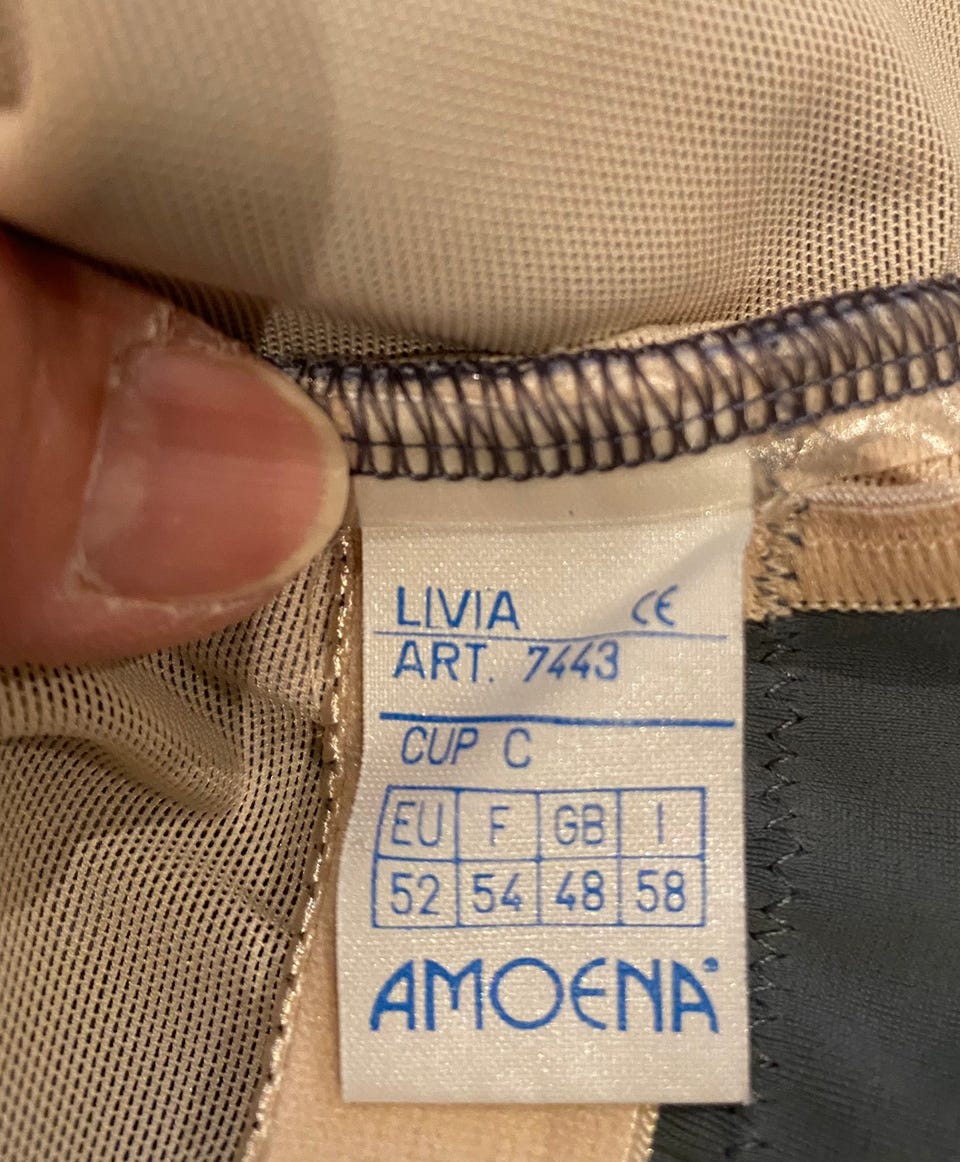 LIVIA CE
ART. 7443
CUP C
EU F GB I
52 54 48 58
AMOENA